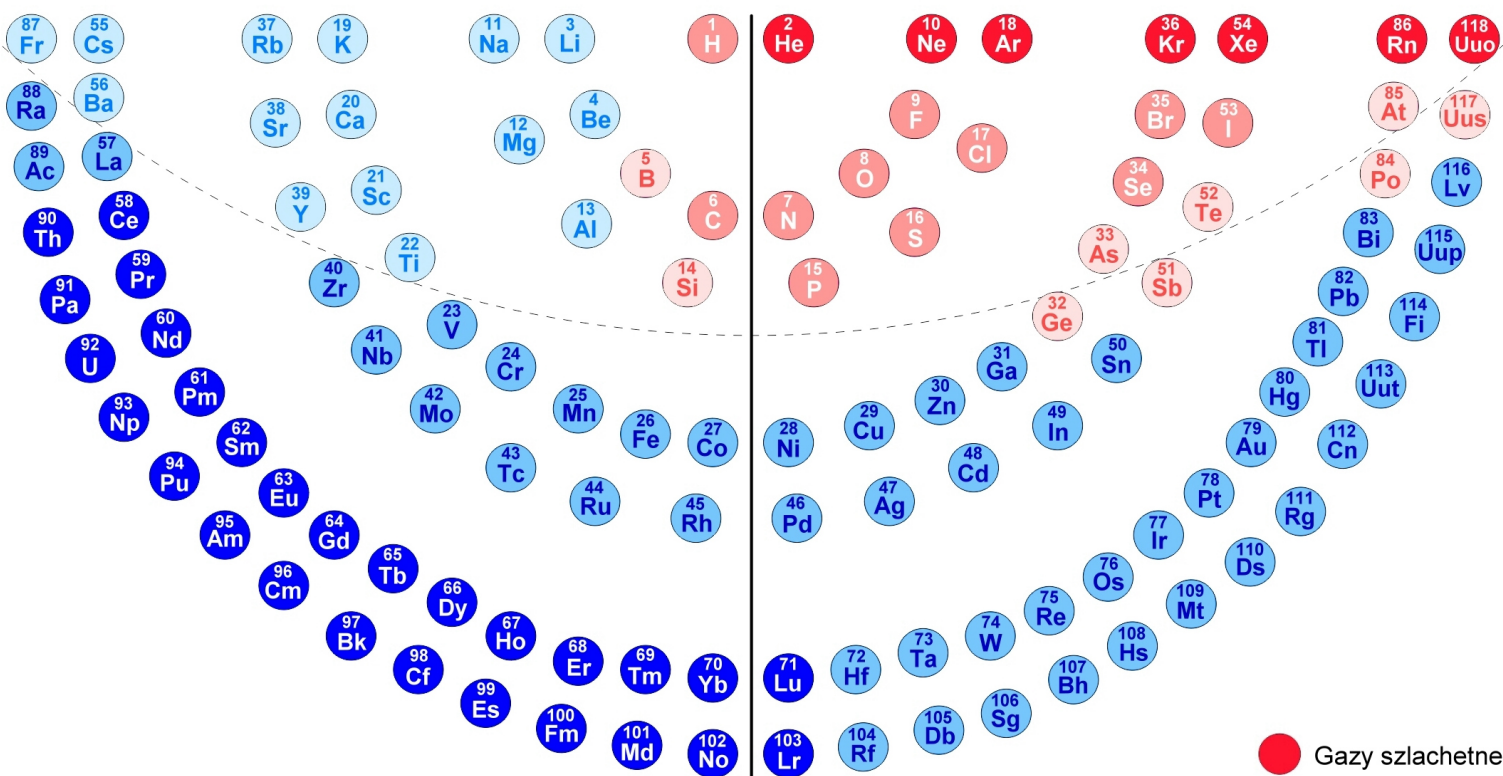 87 55 37 19 11 3 1 2 10 18 36 54 86 118
Fr Cs Rb K Na Li H He Ne Ar Kr Xe Rn Uuo
88 56 38 20 12 4 9 17 35 53 85 117
Ra Ba Sr Ca Mg Be F Cl Br I At Uus
89 57 39 21 13 5 6 7 8 16 34 52 84 116
Ac La Y Sc Al B C N O S Se Te Po Lv
90 58 40 22 14 15 33 51 83 115
Th Ce Zr Ti Si P As Sb Bi Uup
91 59 41 23 32 50 82 114
Pa Pr Nb V Ge Sn Pb Fi
92 60 42 24 31 49 81 113
U Nd Mo Cr Ga In Tl Uut
93 61 43 25 30 48 80 112
Np Pm Tc Mn Zn Cd Hg Cn
94 62 44 26 29 47 79 111
Pu Sm Ru Fe Cu Ag Au Rg
95 63 45 27 28 46 78 110
Am Eu Rh Co Ni Pd Pt Ds
96 64 77 109
Cm Gd Ir Mt
97 65 76 108
Bk Tb Os Hs
98 66 75 107
Cf Dy Re Bh
99 67 74 106
Es Ho W Sg
100 68 73 105
Fm Er Ta Db
101 69 72 104
Md Tm Hf Rf
102 70 71 103
No Yb Lu Lr
Gazy szlachetne